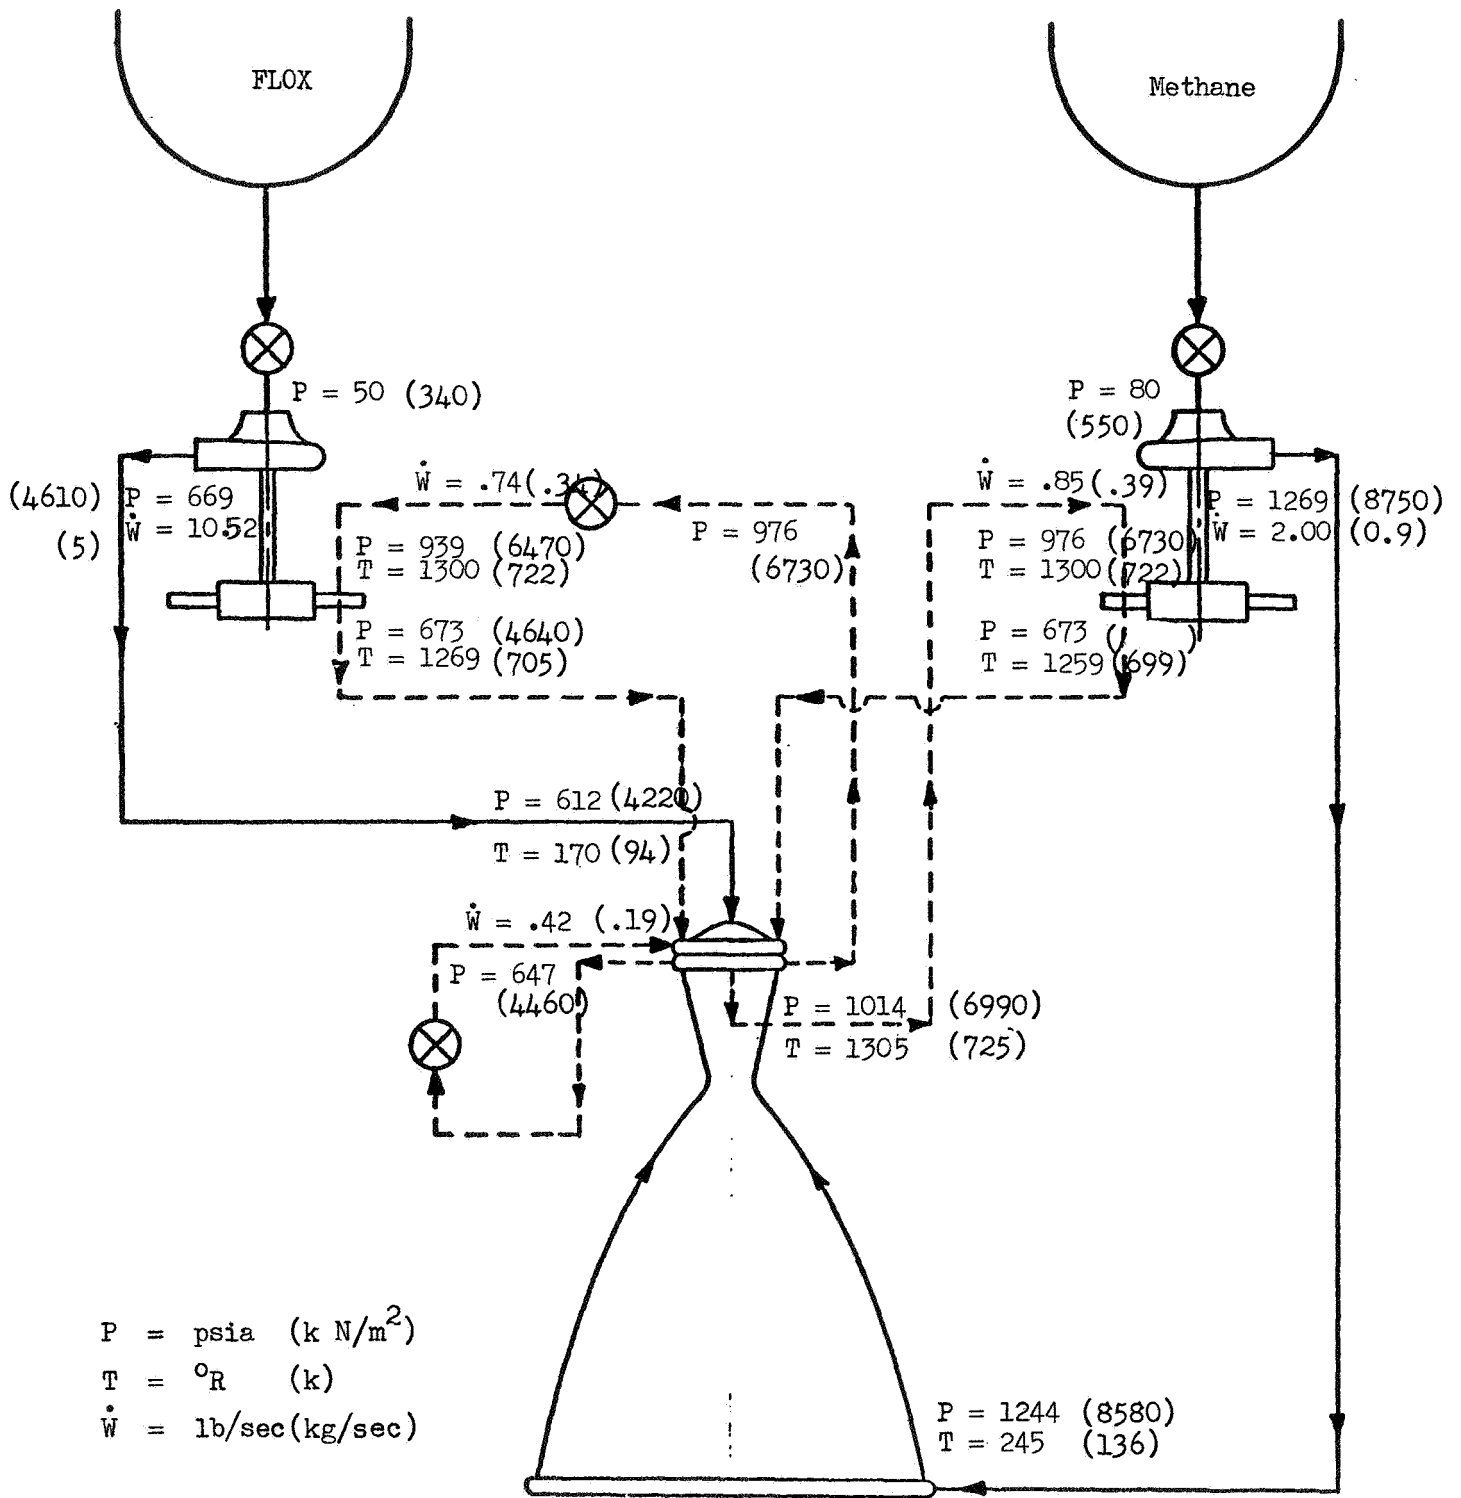 FLOX
Methane
P = 50 (340)
P = 80
(550)
Ẇ = .74(.34)
Ẇ = .85(.39)
(4610) P = 669
(5) Ẇ = 10.52
P = 976
(6730)
P = 1269 (8750)
Ẇ = 2.00 (0.9)
P = 939 (6470)
T = 1300 (722)
P = 976 (6730)
T = 1300 (722)
P = 673 (4640)
T = 1269 (705)
P = 673 ( )
T = 1259 (699)
P = 612 (4220)
T = 170 (94)
Ẇ = .42 (.19)
P = 647
(4460)
P = 1014 (6990)
T = 1305 (725)
P = psia (k N/m²)
T = °R (k)
Ẇ = lb/sec(kg/sec)
P = 1244 (8580)
T = 245 (136)